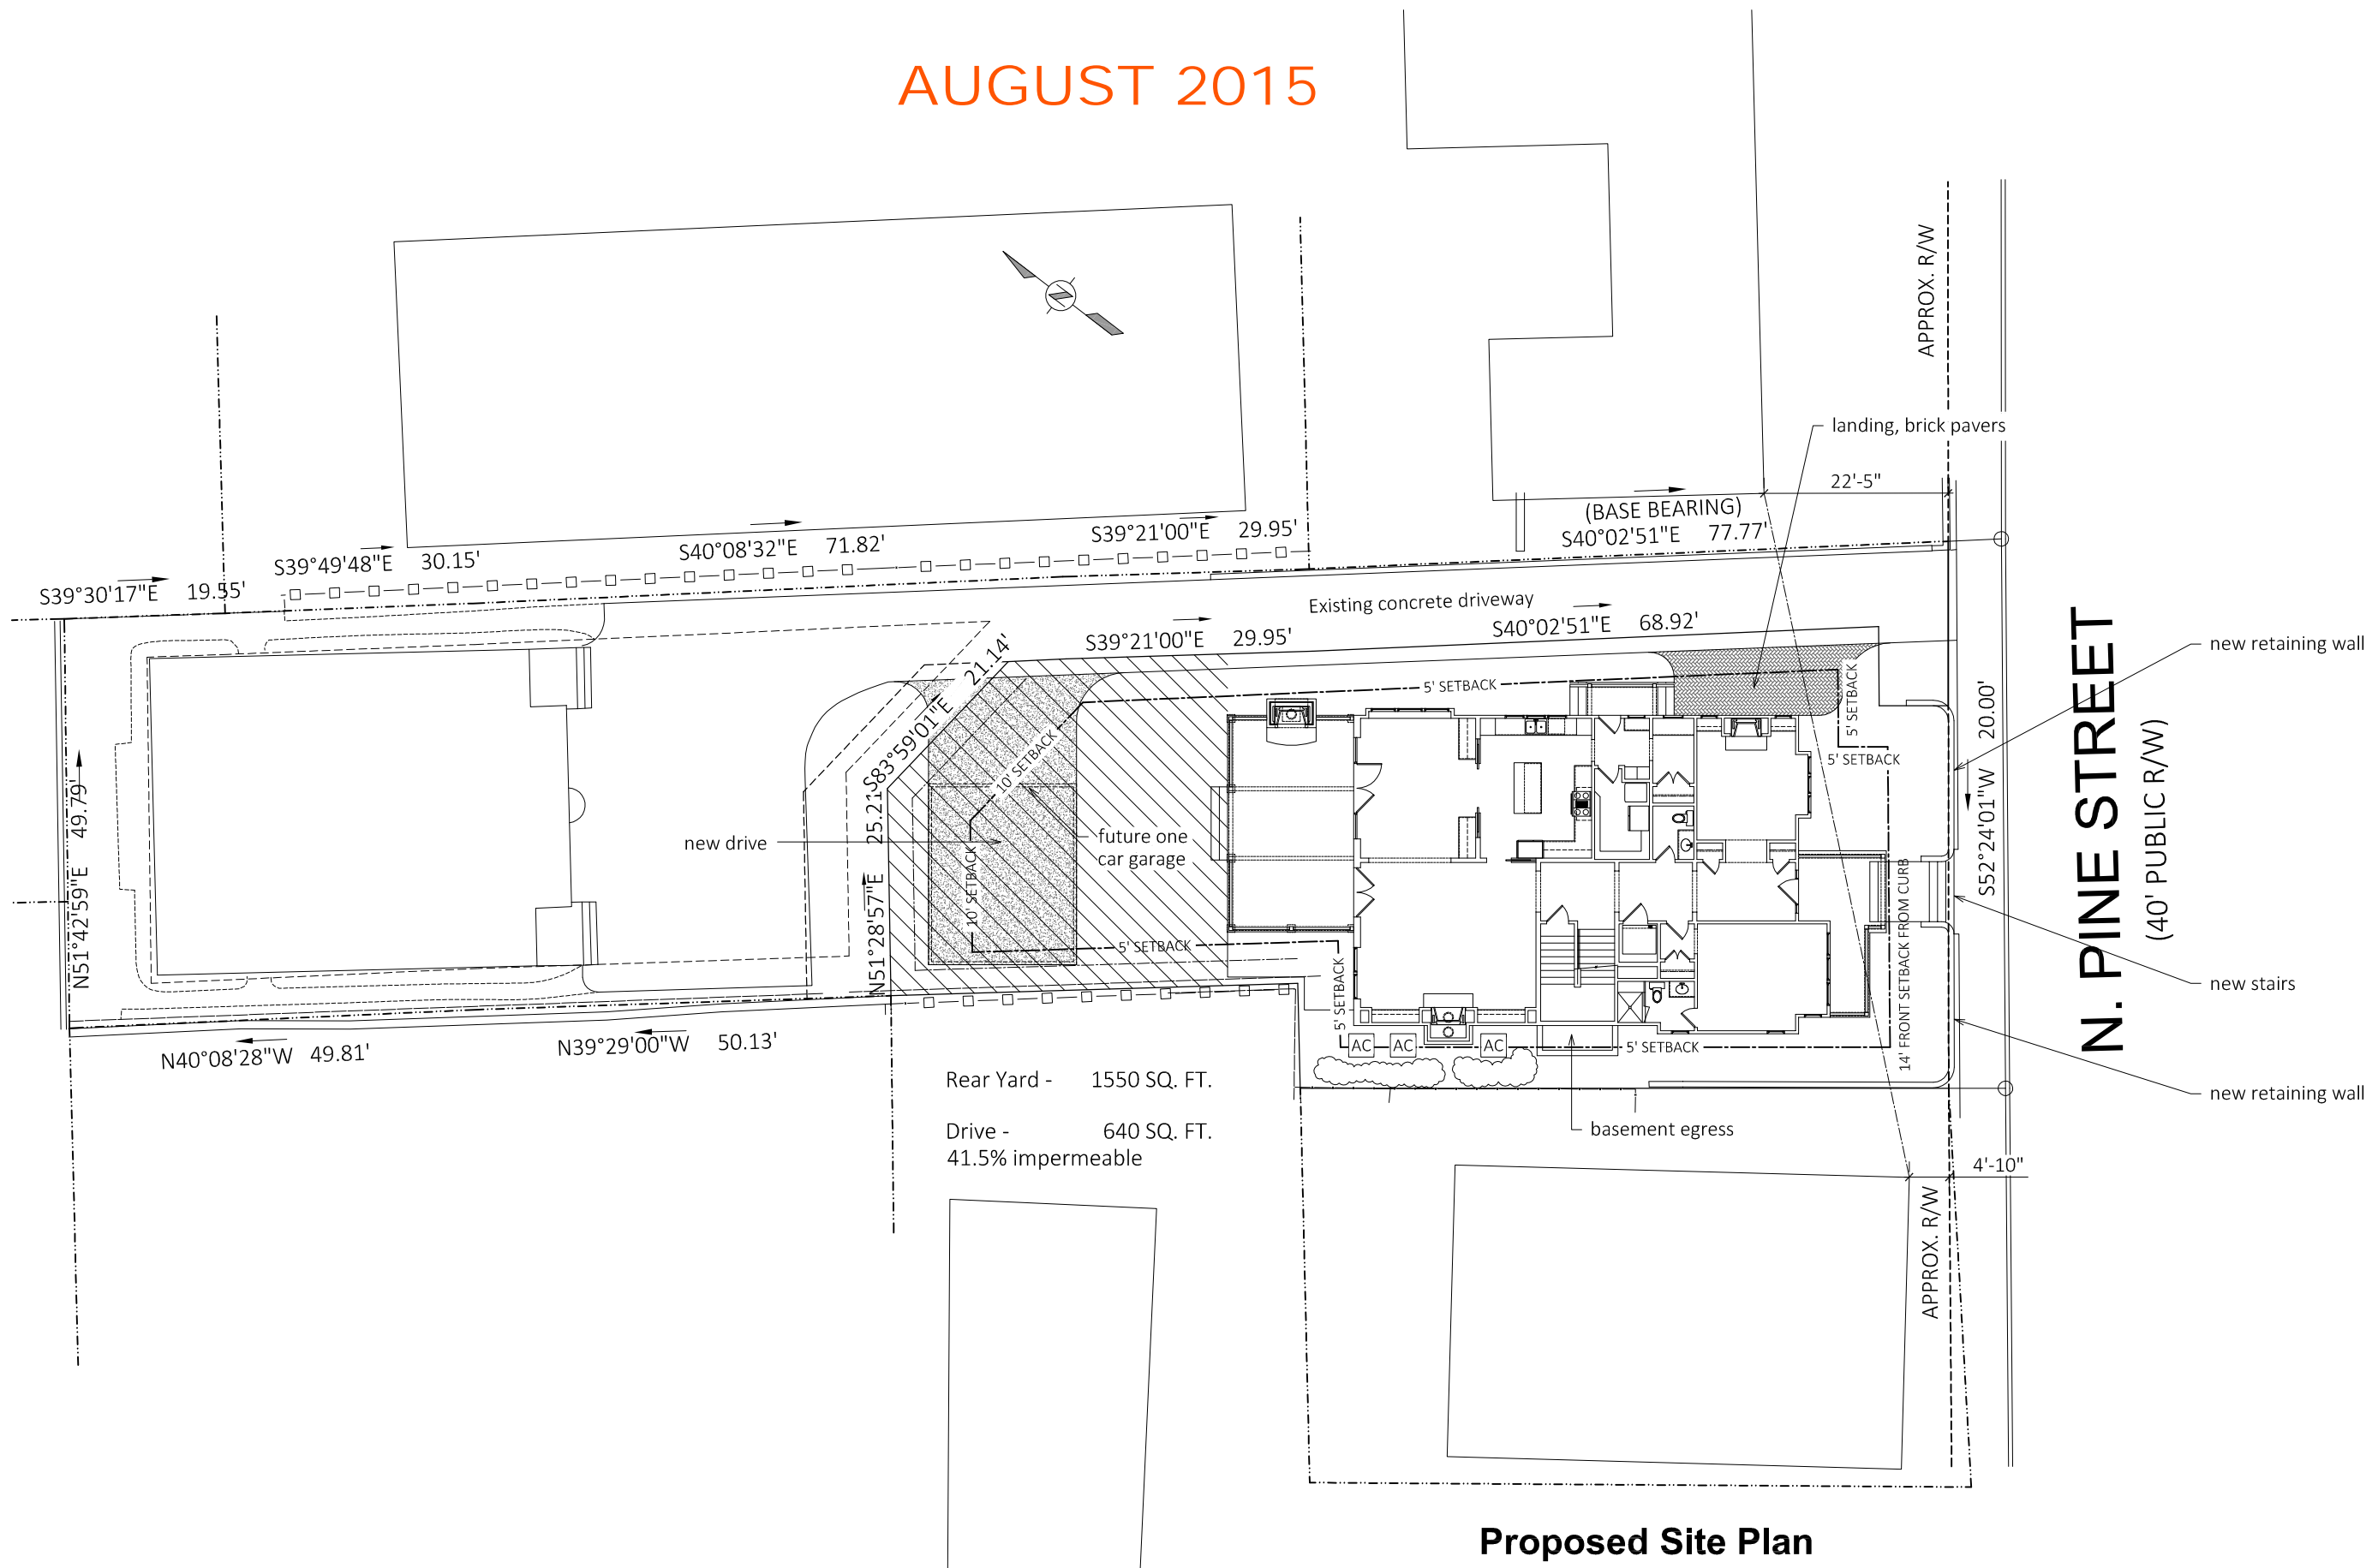 AUGUST 2015
APPROX. R/W
landing, brick pavers
22'-5"
(BASE BEARING)
S40°02'51"E 77.77'
S39°21'00"E 29.95'
S40°08'32"E 71.82'
S39°49'48"E 30.15'
S39°30'17"E 19.55'
Existing concrete driveway
S40°02'51"E 68.92'
S39°21'00"E 29.95'
new retaining wall
21.14'
S83°59'01"E
5' SETBACK
5' SETBACK
5' SETBACK
10' SETBACK
S52°24'01"W 20.00'
N. PINE STREET
(40' PUBLIC R/W)
N51°42'59"E 49.79'
25.21'
N51°28'57"E
new drive
future one
car garage
10' SETBACK
5' SETBACK
5' SETBACK
14' FRONT SETBACK FROM CURB
new stairs
AC
AC
AC
5' SETBACK
N40°08'28"W 49.81'
N39°29'00"W 50.13'
Rear Yard - 1550 SQ. FT.
Drive - 640 SQ. FT.
41.5% impermeable
basement egress
new retaining wall
4'-10"
APPROX. R/W
Proposed Site Plan